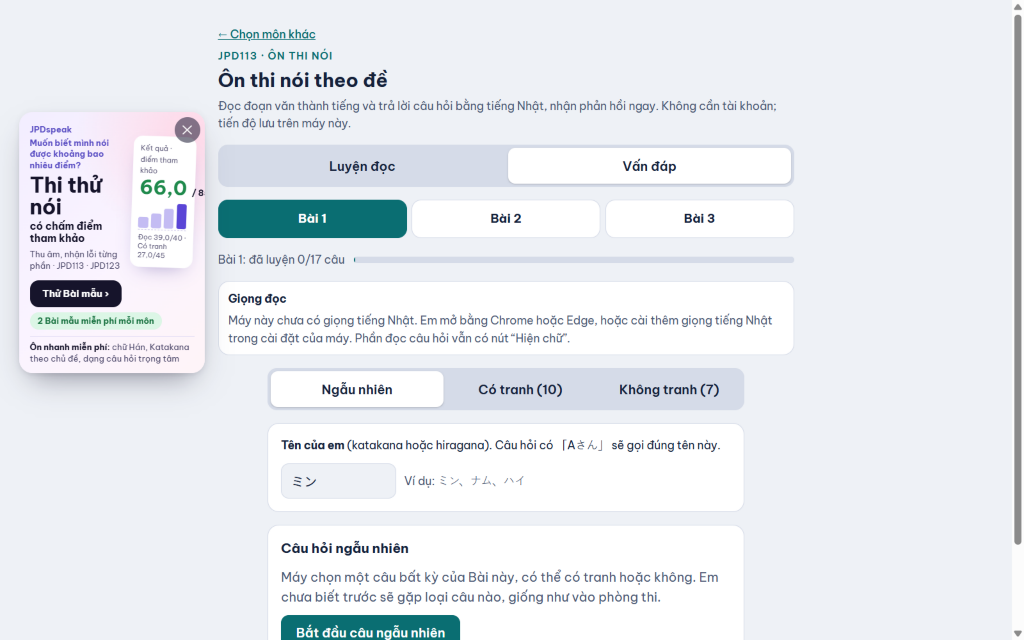 ← Chọn môn khác
JPD113 · ÔN THI NÓI
Ôn thi nói theo đề
Đọc đoạn văn thành tiếng và trả lời câu hỏi bằng tiếng Nhật, nhận phản hồi ngay. Không cần tài khoản;
tiến độ lưu trên máy này.
JPDspeak
Muốn biết mình nói
được khoảng bao
nhiêu điểm?
Thi thử
nói
có chấm điểm
tham khảo
Thu âm, nhận lỗi từng
phần · JPD113 · JPD123
Kết quả ·
điểm tham
khảo
66,0 /8
Đọc 39,0/40 ·
Có tranh
27,0/45
Thử Bài mẫu ›
2 Bài mẫu miễn phí mỗi môn
Ôn nhanh miễn phí: chữ Hán, Katakana
theo chủ đề, dạng câu hỏi trọng tâm
Luyện đọc
Vấn đáp
Bài 1
Bài 2
Bài 3
Bài 1: đã luyện 0/17 câu
Giọng đọc
Máy này chưa có giọng tiếng Nhật. Em mở bằng Chrome hoặc Edge, hoặc cài thêm giọng tiếng Nhật
trong cài đặt của máy. Phần đọc câu hỏi vẫn có nút “Hiện chữ”.
Ngẫu nhiên
Có tranh (10)
Không tranh (7)
Tên của em (katakana hoặc hiragana). Câu hỏi có 「Aさん」 sẽ gọi đúng tên này.
ミン
Ví dụ: ミン、ナム、ハイ
Câu hỏi ngẫu nhiên
Máy chọn một câu bất kỳ của Bài này, có thể có tranh hoặc không. Em
chưa biết trước sẽ gặp loại câu nào, giống như vào phòng thi.
Bắt đầu câu ngẫu nhiên